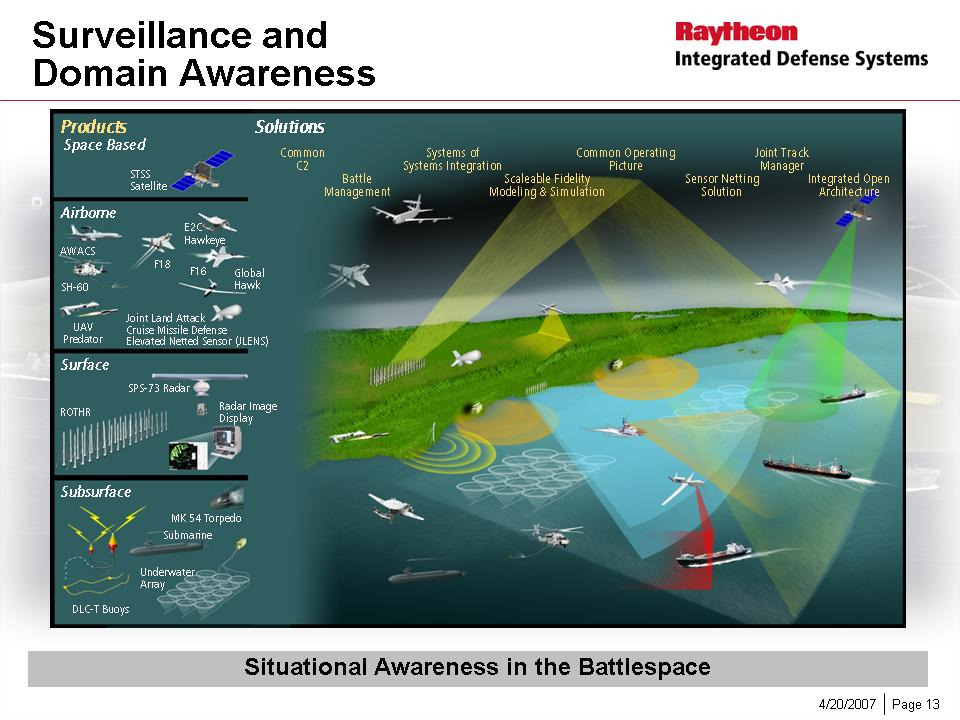 Surveillance and
Domain Awareness
Raytheon
Integrated Defense Systems
Products
Space Based
STSS
Satellite
Airborne
E2C
Hawkeye
AWACS
F18
F16
Global
Hawk
SH-60
UAV
Predator
Joint Land Attack
Cruise Missile Defense
Elevated Netted Sensor (JLENS)
Surface
SPS-73 Radar
ROTHR
Radar Image
Display
Subsurface
MK 54 Torpedo
Submarine
Underwater
Array
DLC-T Buoys
Solutions
Common
C2
Battle
Management
Systems of
Systems Integration
Scaleable Fidelity
Modeling & Simulation
Common Operating
Picture
Sensor Netting
Solution
Joint Track
Manager
Integrated Open
Architecture
Situational Awareness in the Battlespace
4/20/2007
Page 13